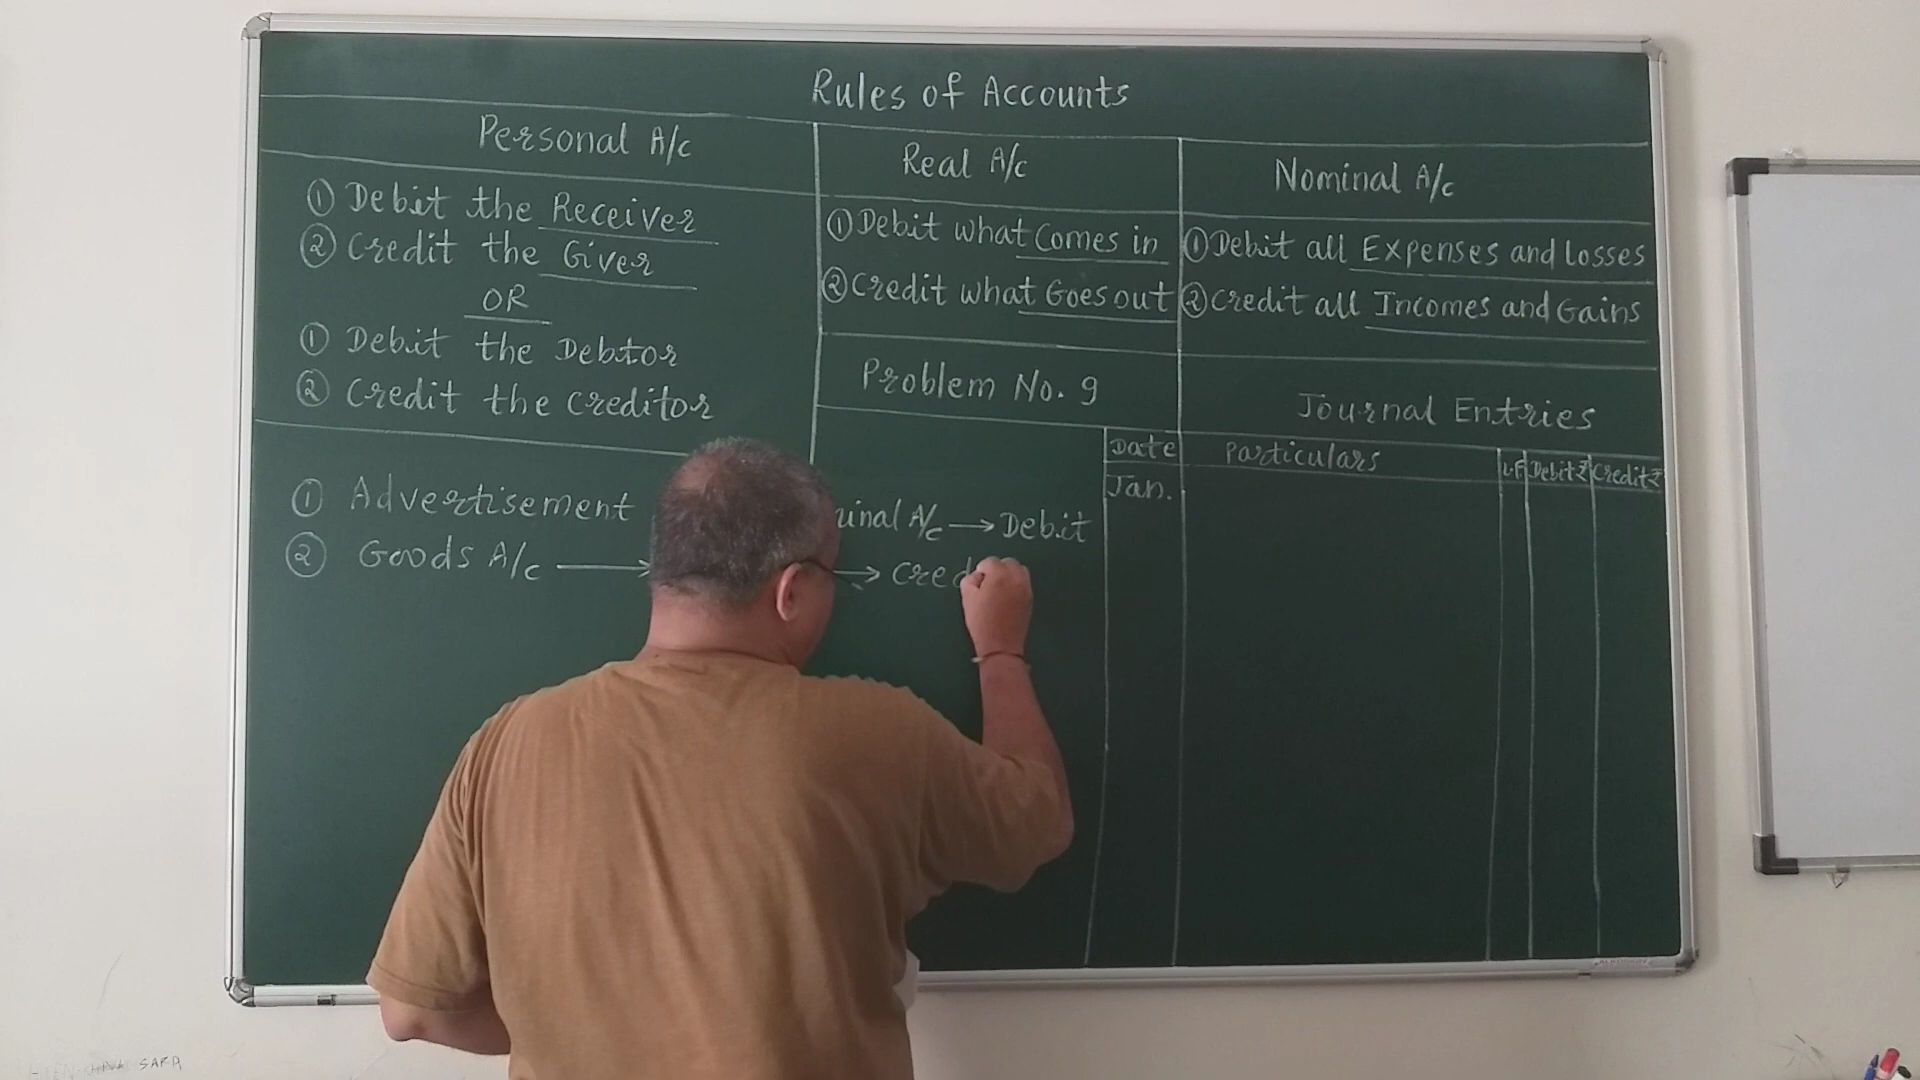 Rules of Accounts
Personal A/c
① Debit the Receiver
② Credit the Giver
OR
① Debit the Debtor
② Credit the Creditor
Real A/c
① Debit what Comes in
② Credit what Goes out
Nominal A/c
① Debit all Expenses and Losses
② Credit all Incomes and Gains
Problem No. 9
① Advertisement inal A/c → Debit
② Goods A/c → → Cred
Journal Entries
Date Particulars L.F Debit ₹ Credit ₹
Jan.
SARA